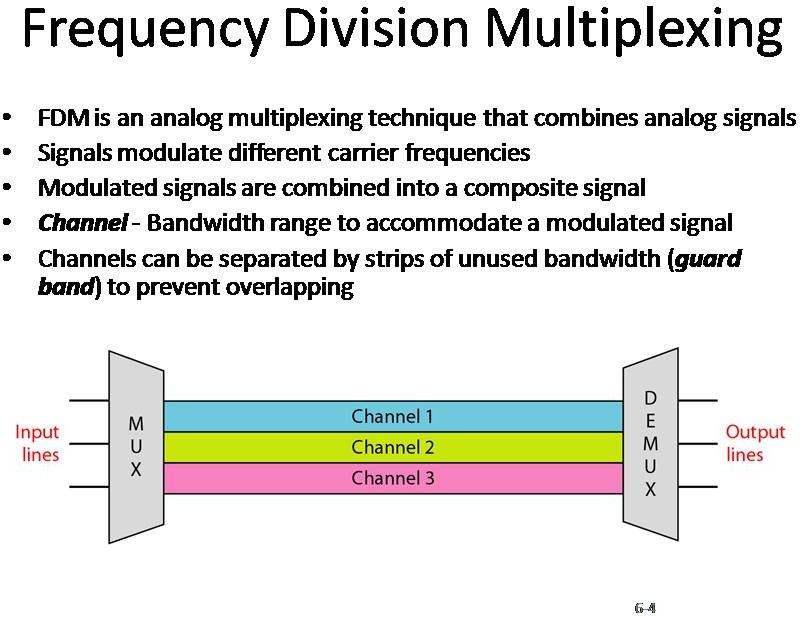 Frequency Division Multiplexing
• FDM is an analog multiplexing technique that combines analog signals
• Signals modulate different carrier frequencies
• Modulated signals are combined into a composite signal
• Channel - Bandwidth range to accommodate a modulated signal
• Channels can be separated by strips of unused bandwidth (guard
band) to prevent overlapping
Input
lines
M
U
X
Channel 1
Channel 2
Channel 3
D
E
M
U
X
Output
lines
6-4